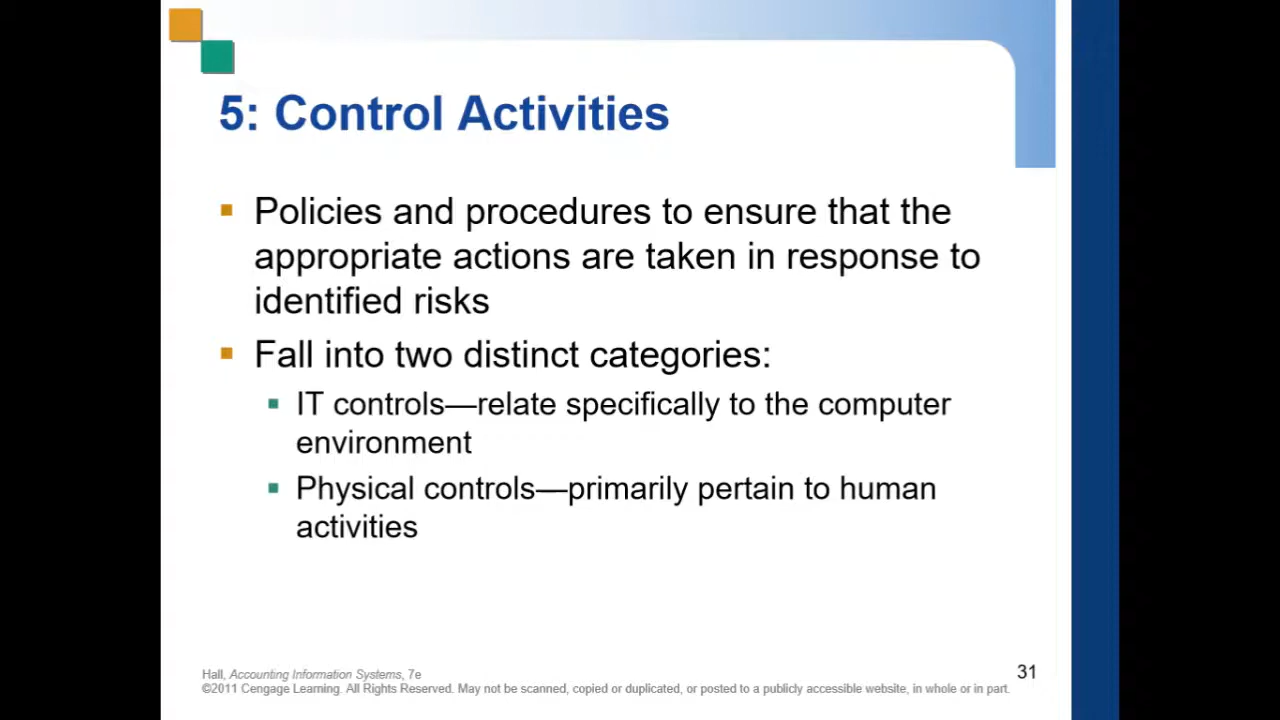 5: Control Activities
Policies and procedures to ensure that the
appropriate actions are taken in response to
identified risks
Fall into two distinct categories:
IT controls—relate specifically to the computer
environment
Physical controls—primarily pertain to human
activities
Hall, Accounting Information Systems, 7e
©2011 Cengage Learning. All Rights Reserved. May not be scanned, copied or duplicated, or posted to a publicly accessible website, in whole or in part.
31